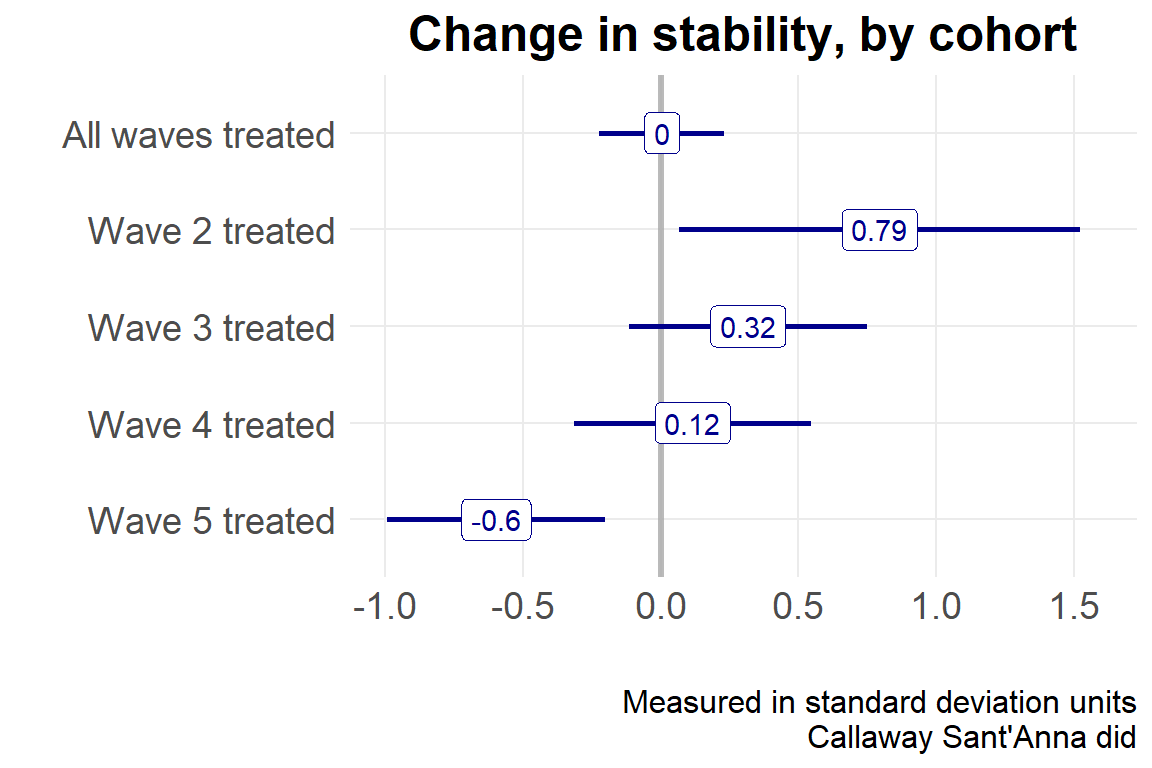 Change in stability, by cohort
All waves treated
0
Wave 2 treated
0.79
Wave 3 treated
0.32
Wave 4 treated
0.12
Wave 5 treated
-0.6
-1.0 -0.5 0.0 0.5 1.0 1.5
Measured in standard deviation units
Callaway Sant'Anna did